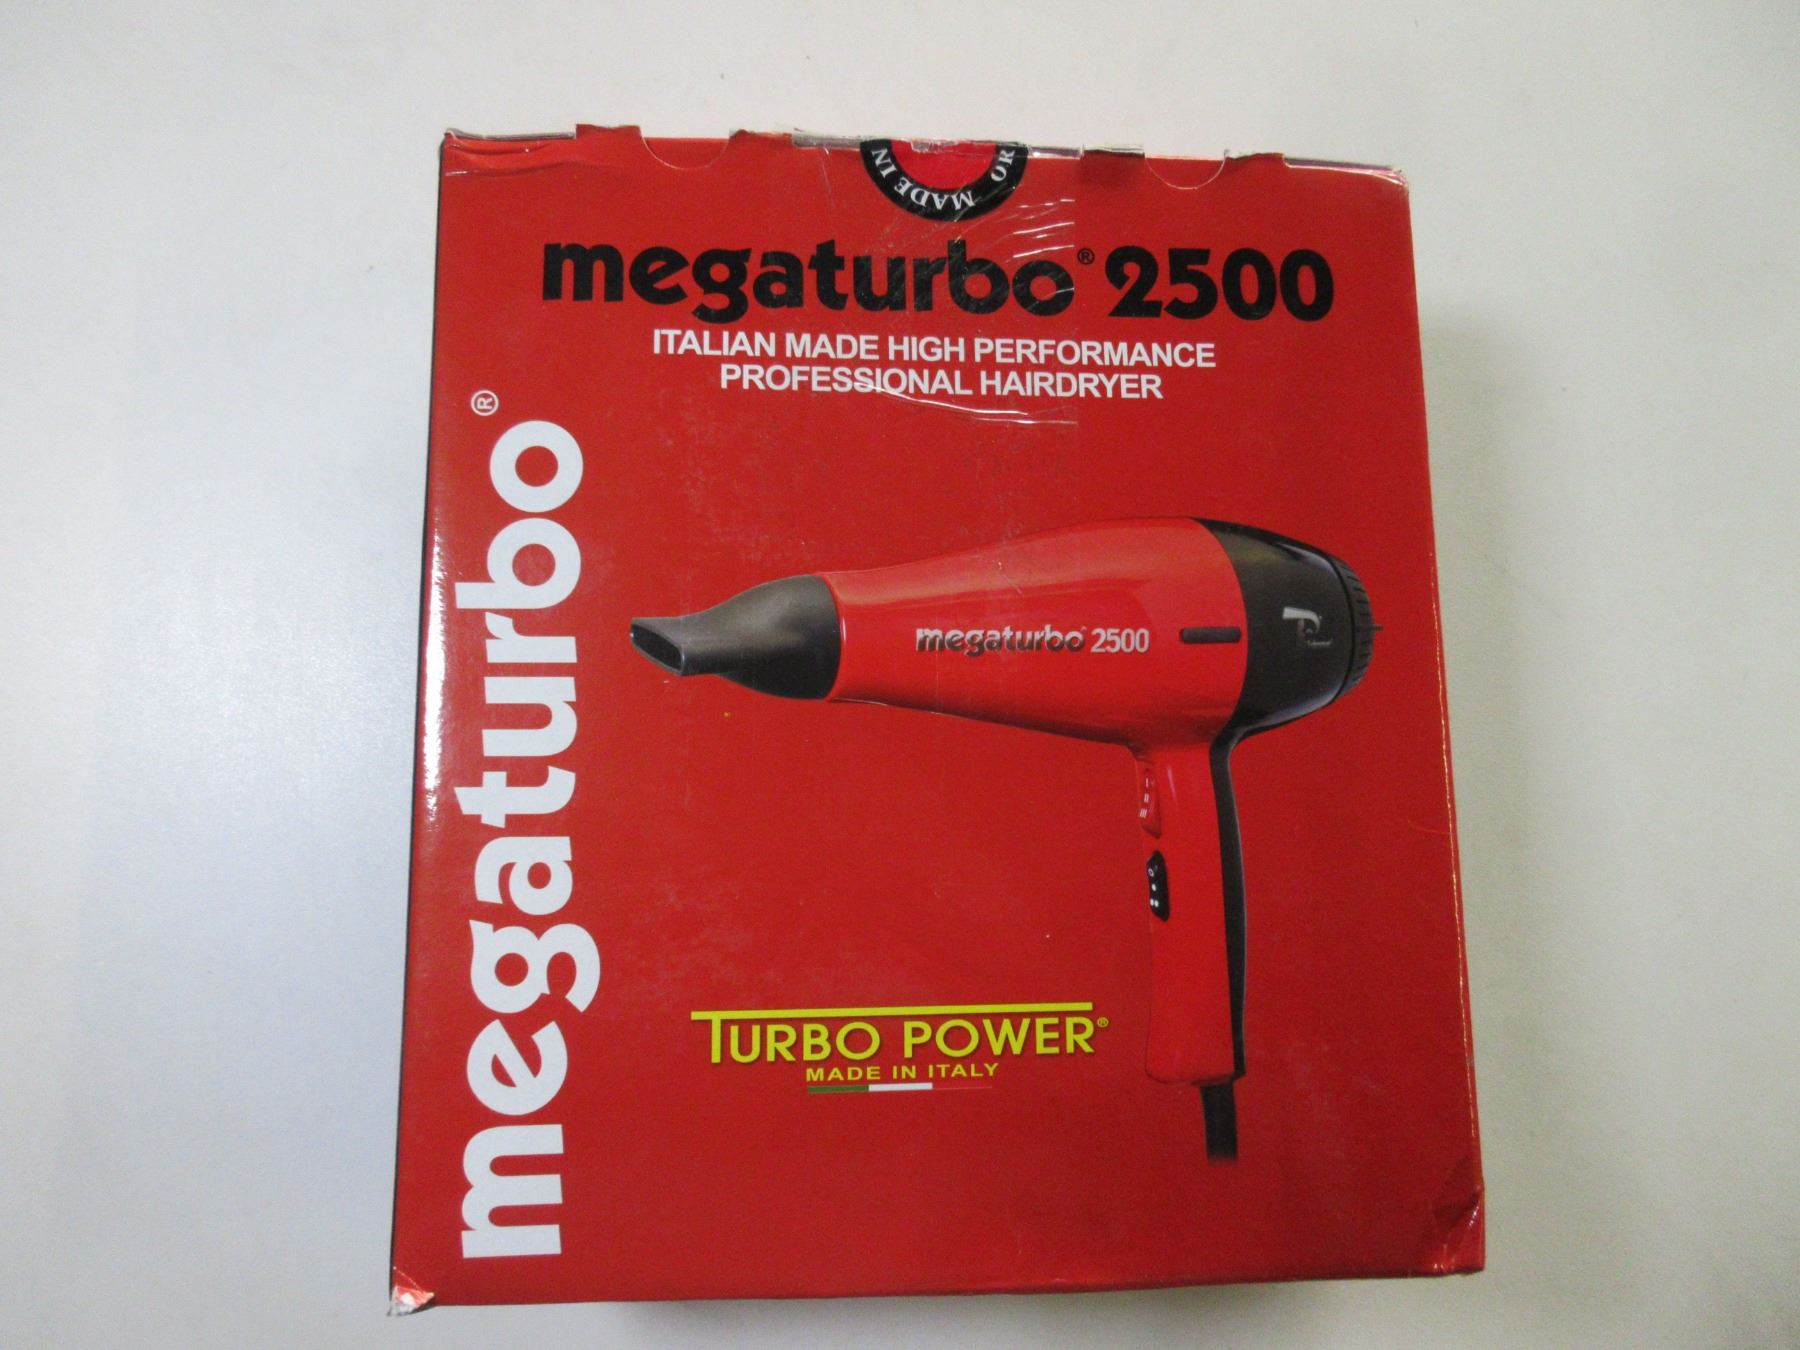 MADE IN
megaturbo® 2500
ITALIAN MADE HIGH PERFORMANCE
PROFESSIONAL HAIRDRYER
megaturbo®
megaturbo® 2500
TURBO POWER®
MADE IN ITALY